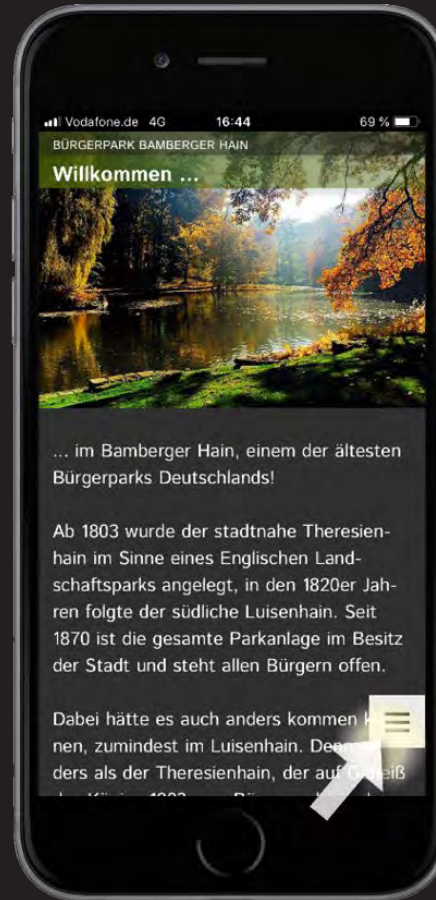 Vodafone.de 4G 16:44 69 %
BÜRGERPARK BAMBERGER HAIN
Willkommen ...
... im Bamberger Hain, einem der ältesten
Bürgerparks Deutschlands!
Ab 1803 wurde der stadtnahe Theresien-
hain im Sinne eines Englischen Land-
schaftsparks angelegt, in den 1820er Jah-
ren folgte der südliche Luisenhain. Seit
1870 ist die gesamte Parkanlage im Besitz
der Stadt und steht allen Bürgern offen.
Dabei hätte es auch anders kommen
nen, zumindest im Luisenhain.
ders als der Theresienhain, der auf